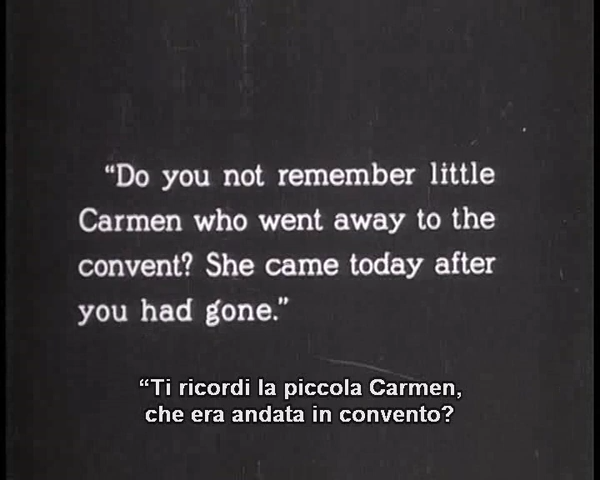 “Do you not remember little
Carmen who went away to the
convent? She came today after
you had gone.”
“Ti ricordi la piccola Carmen,
che era andata in convento?